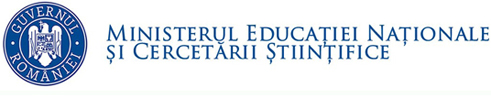 GUVERNUL ROMÂNIEI
MINISTERUL EDUCAȚIEI NAȚIONALE
ȘI CERCETĂRII ȘTIINȚIFICE